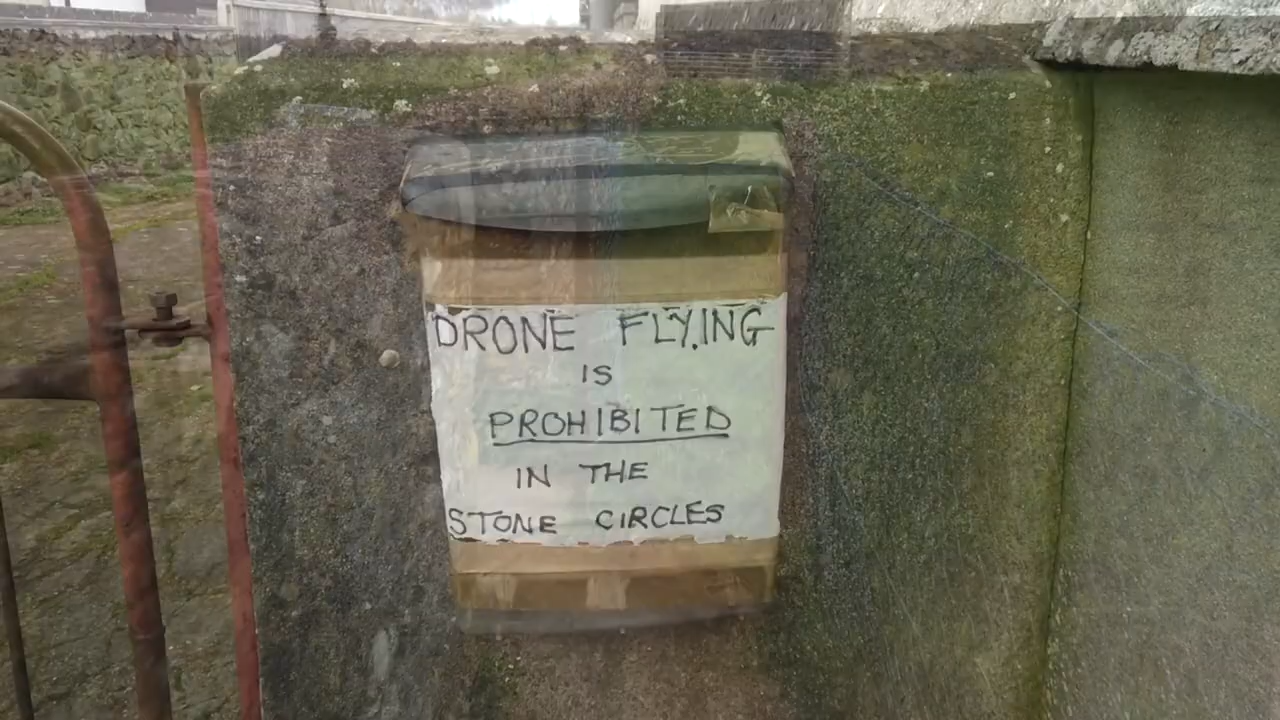 DRONE FLYING
IS
PROHIBITED
IN THE
STONE CIRCLES